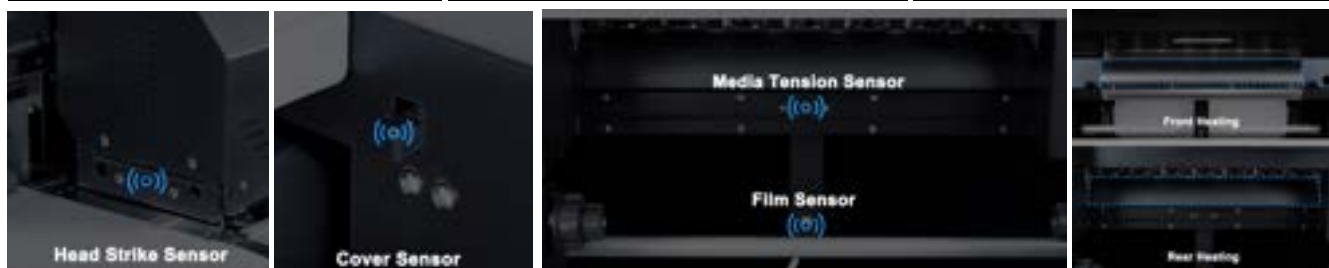 Head Strike Sensor
Cover Sensor
Media Tension Sensor
Film Sensor
Front Heating
Rear Heating